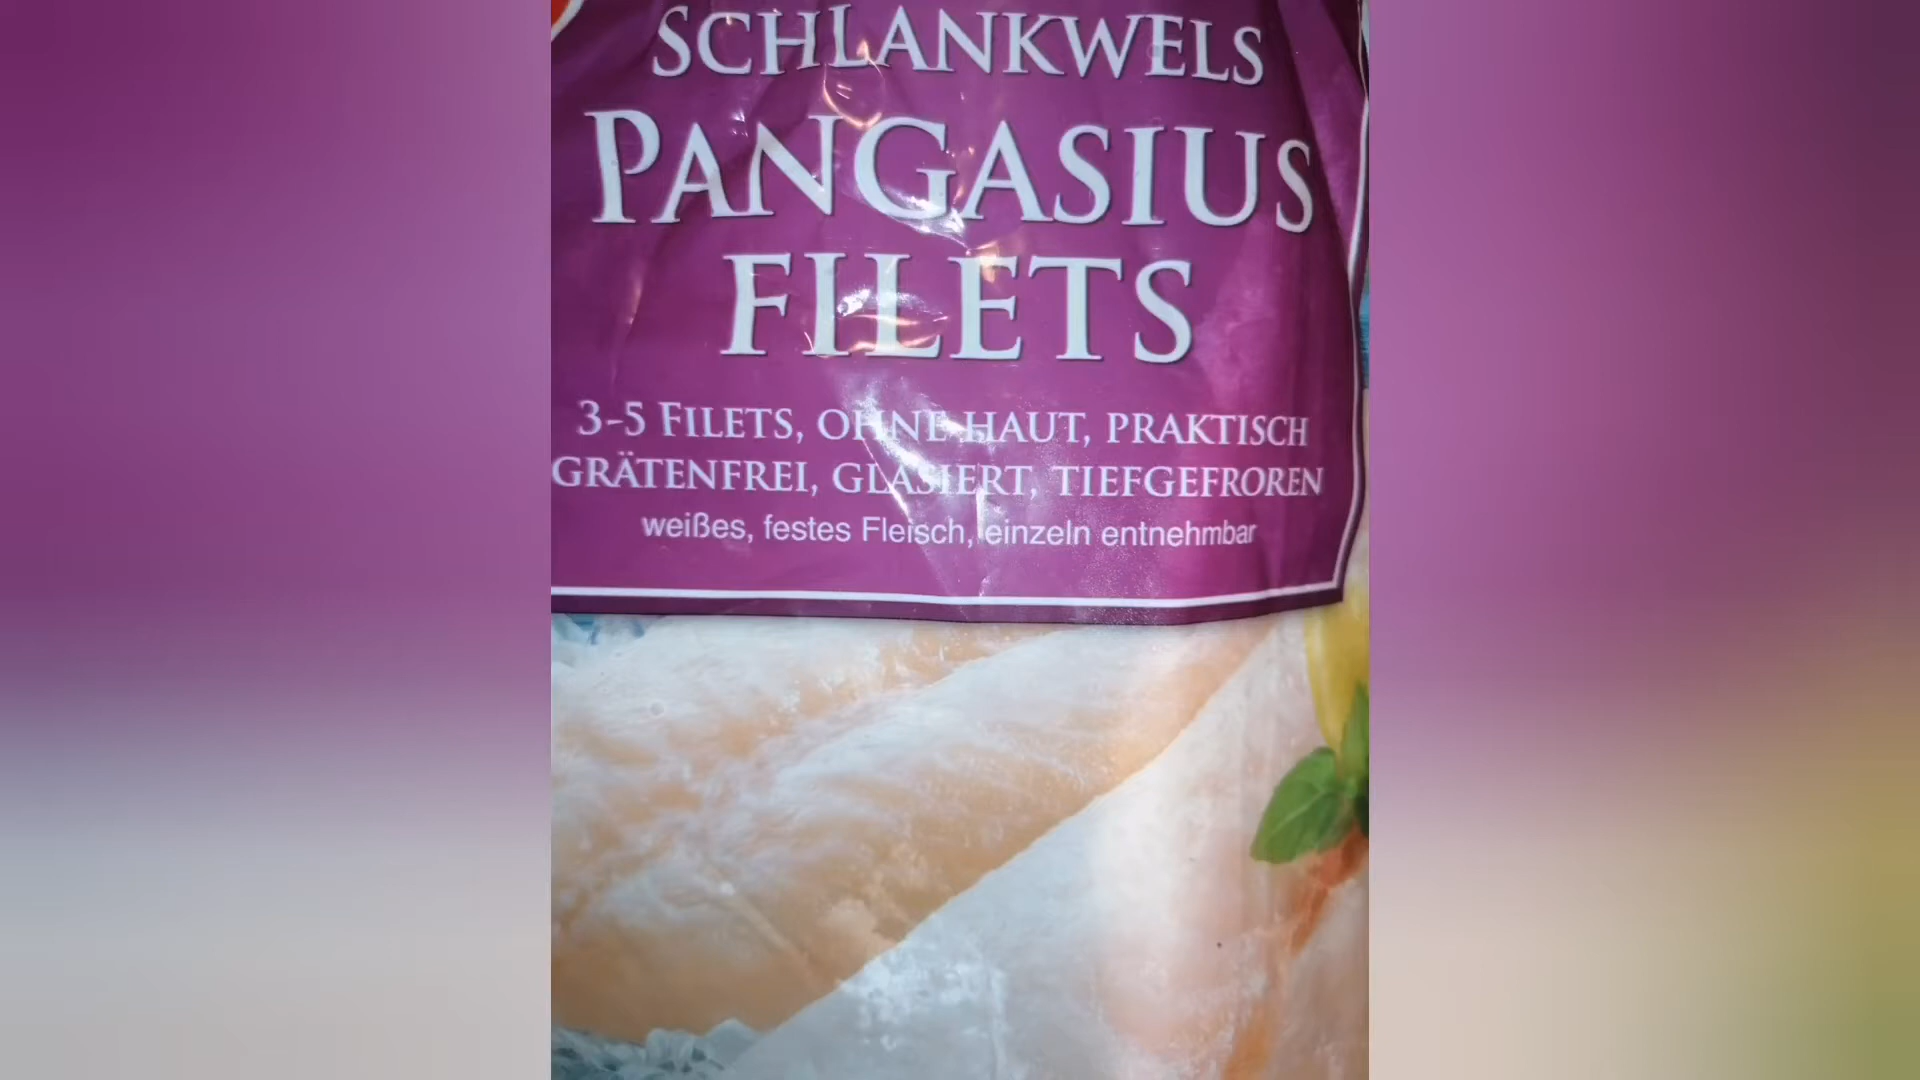 SCHLANKWELS
PANGASIUS
FILETS
3-5 FILETS, OHNE HAUT, PRAKTISCH
GRÄTENFREI, GLASIERT, TIEFGEFROREN
weißes, festes Fleisch, einzeln entnehmbar